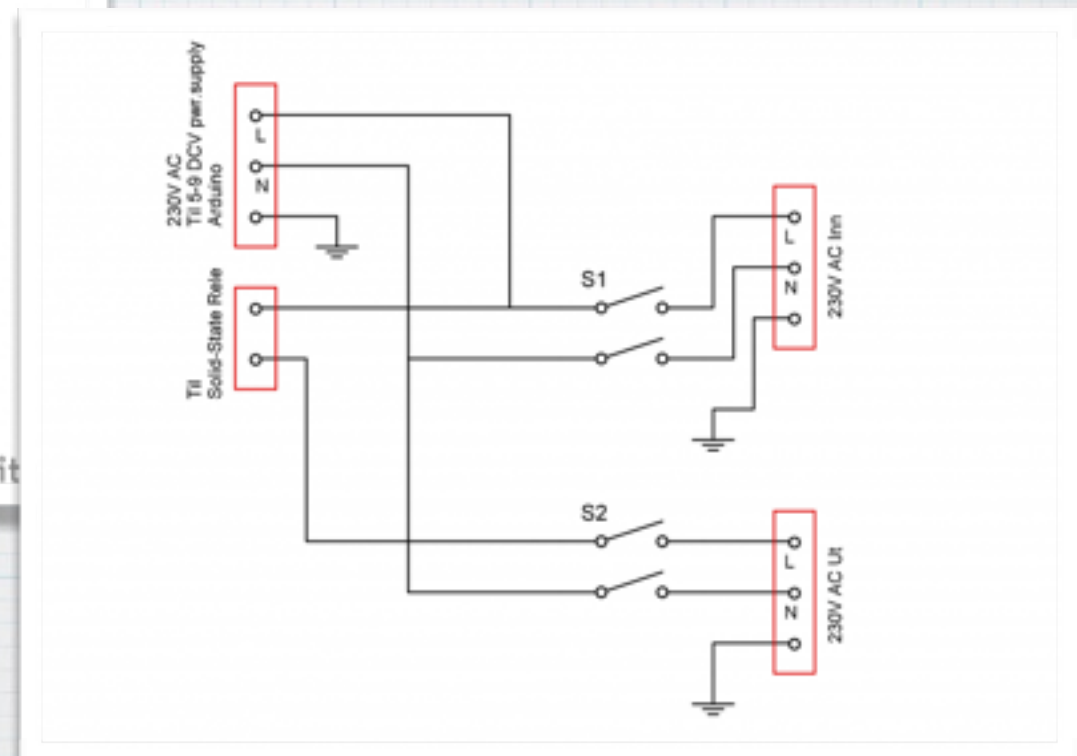 230V AC
Til 5-9 DCV pwr.supply
Arduino
L
N
Til
Solid-State Rele
S1
L
N
230V AC Inn
S2
L
N
230V AC Ut